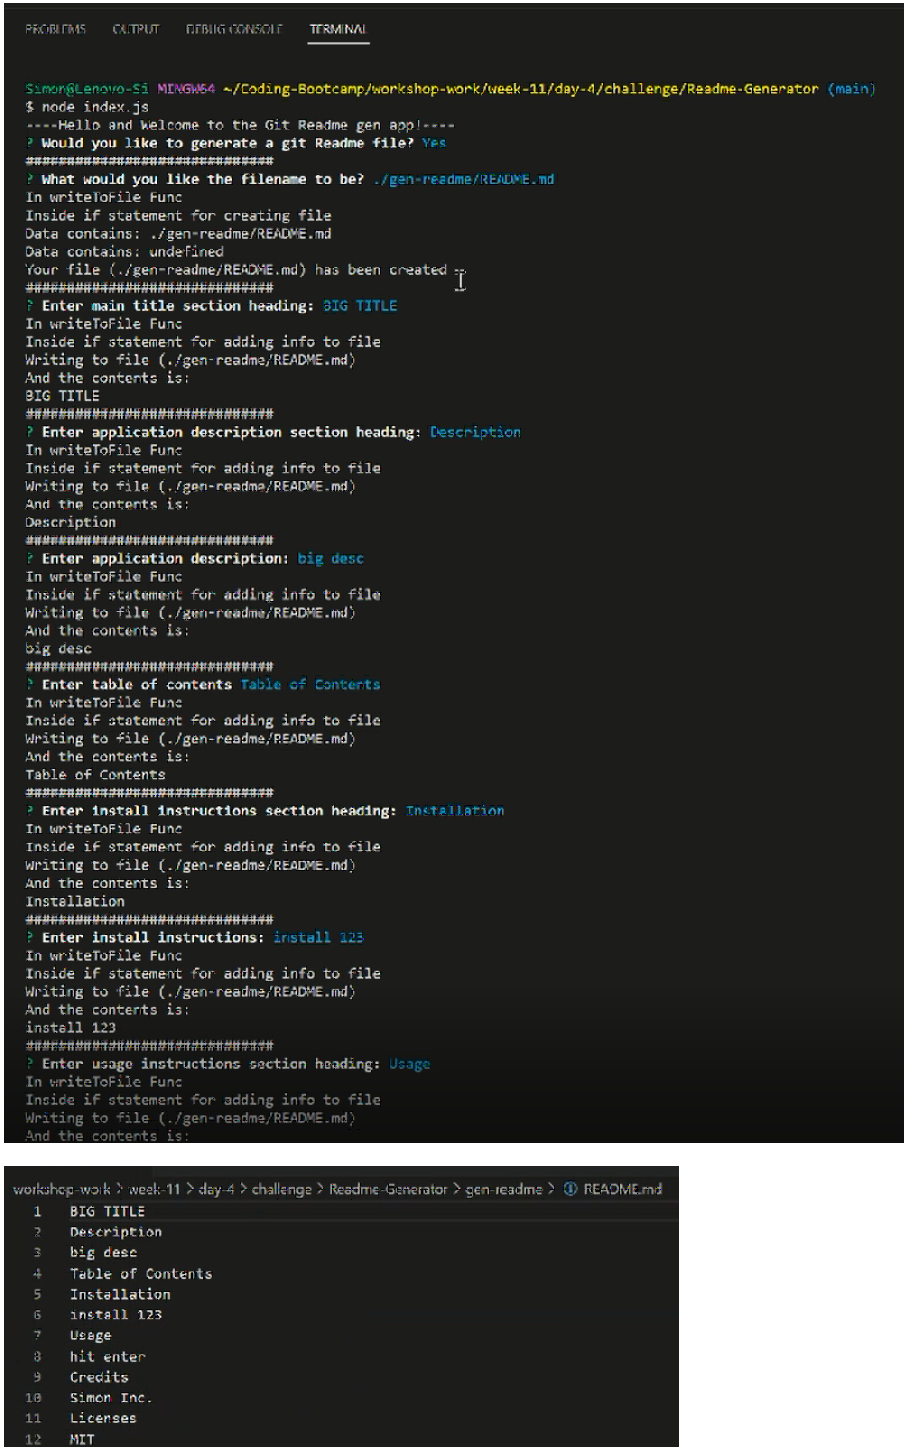 PROBLEMS OUTPUT DEBUG CONSOLE TERMINAL
Simon@Lenovo-Si MINGW64 ~/Coding-Bootcamp/workshop-work/week-11/day-4/challenge/Readme-Generator (main)
$ node index.js
----Hello and Welcome to the Git Readme gen app!----
? Would you like to generate a git Readme file? Yes
##############################
? What would you like the filename to be? ./gen-readme/README.md
In writeToFile Func
Inside if statement for creating file
Data contains: ./gen-readme/README.md
Data contains: undefined
Your file (./gen-readme/README.md) has been created
##############################
? Enter main title section heading: BIG TITLE
In writeToFile Func
Inside if statement for adding info to file
Writing to file (./gen-readme/README.md)
And the contents is:
BIG TITLE
##############################
? Enter application description section heading: Description
In writeToFile Func
Inside if statement for adding info to file
Writing to file (./gen-readme/README.md)
And the contents is:
Description
##############################
? Enter application description: big desc
In writeToFile Func
Inside if statement for adding info to file
Writing to file (./gen-readme/README.md)
And the contents is:
big desc
##############################
? Enter table of contents Table of Contents
In writeToFile Func
Inside if statement for adding info to file
Writing to file (./gen-readme/README.md)
And the contents is:
Table of Contents
##############################
? Enter install instructions section heading: Installation
In writeToFile Func
Inside if statement for adding info to file
Writing to file (./gen-readme/README.md)
And the contents is:
Installation
##############################
? Enter install instructions: install 123
In writeToFile Func
Inside if statement for adding info to file
Writing to file (./gen-readme/README.md)
And the contents is:
install 123
##############################
? Enter usage instructions section heading: Usage
In writeToFile Func
Inside if statement for adding info to file
Writing to file (./gen-readme/README.md)
And the contents is:
workshop-work > week-11 > day-4 > challenge > Readme-Generator > gen-readme > README.md
1 BIG TITLE
2 Description
3 big desc
4 Table of Contents
5 Installation
6 install 123
7 Usage
8 hit enter
9 Credits
10 Simon Inc.
11 Licenses
12 MIT